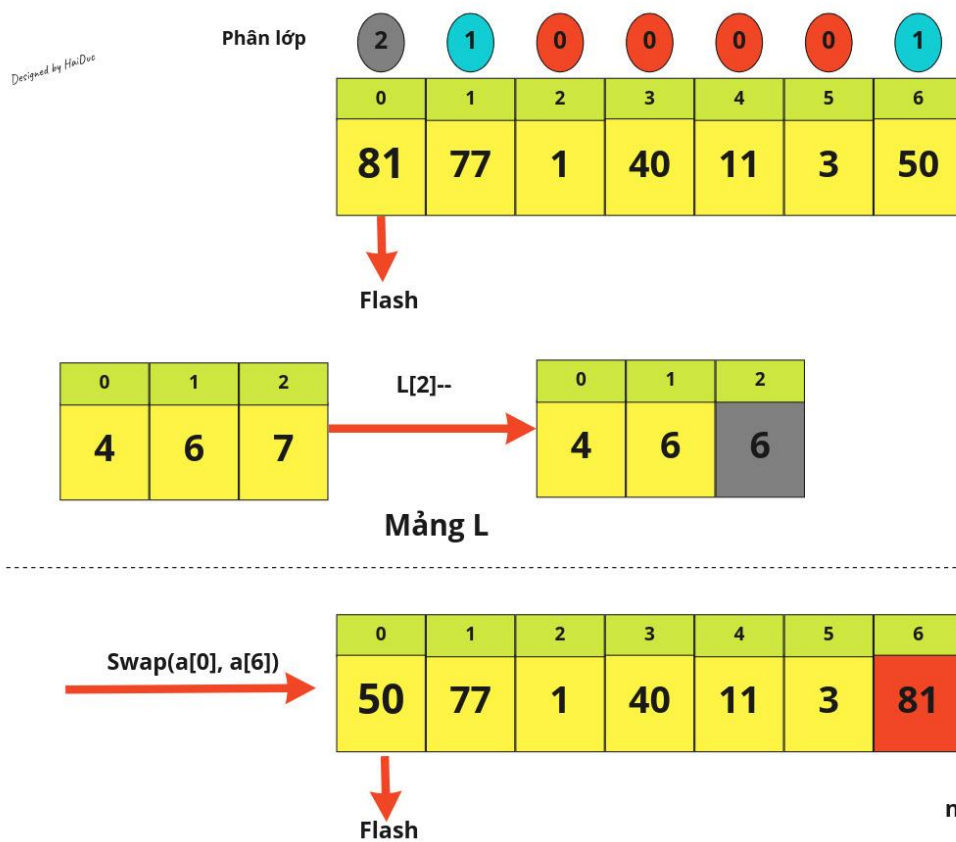 Designed by HaiDuc
Phân lớp 2 1 0 0 0 0 1
0 1 2 3 4 5 6
81 77 1 40 11 3 50
Flash
0 1 2
4 6 7
L[2]--
0 1 2
4 6 6
Mảng L
Swap(a[0], a[6])
0 1 2 3 4 5 6
50 77 1 40 11 3 81
Flash